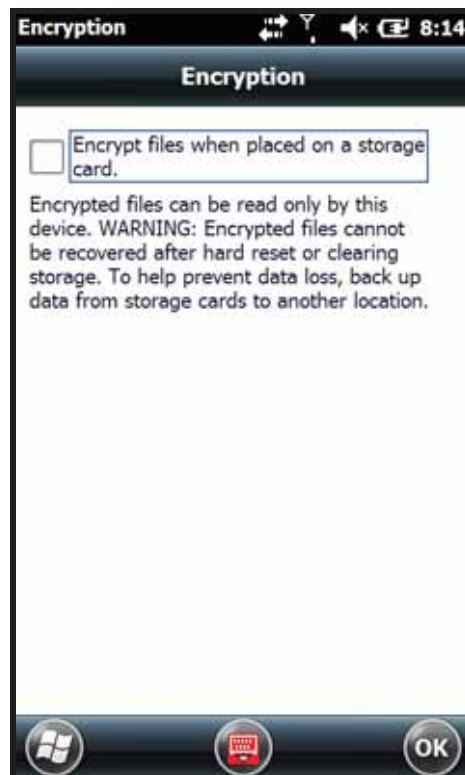 Encryption 8:14
Encryption
Encrypt files when placed on a storage
card.
Encrypted files can be read only by this
device. WARNING: Encrypted files cannot
be recovered after hard reset or clearing
storage. To help prevent data loss, back up
data from storage cards to another location.
OK